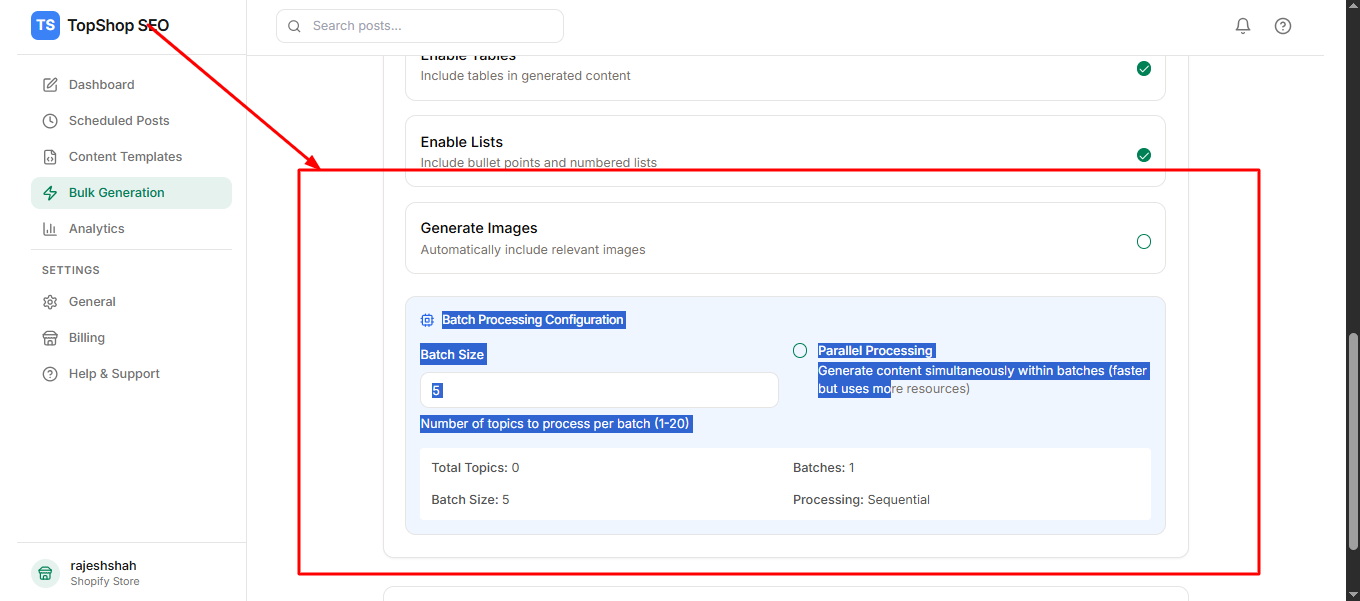 TS TopShop SEO
Search posts...
Dashboard
Scheduled Posts
Content Templates
Bulk Generation
Analytics
SETTINGS
General
Billing
Help & Support
rajeshshah
Shopify Store
Enable Tables
Include tables in generated content
Enable Lists
Include bullet points and numbered lists
Generate Images
Automatically include relevant images
Batch Processing Configuration
Batch Size
5
Number of topics to process per batch (1-20)
Parallel Processing
Generate content simultaneously within batches (faster
but uses more resources)
Total Topics: 0
Batches: 1
Batch Size: 5
Processing: Sequential